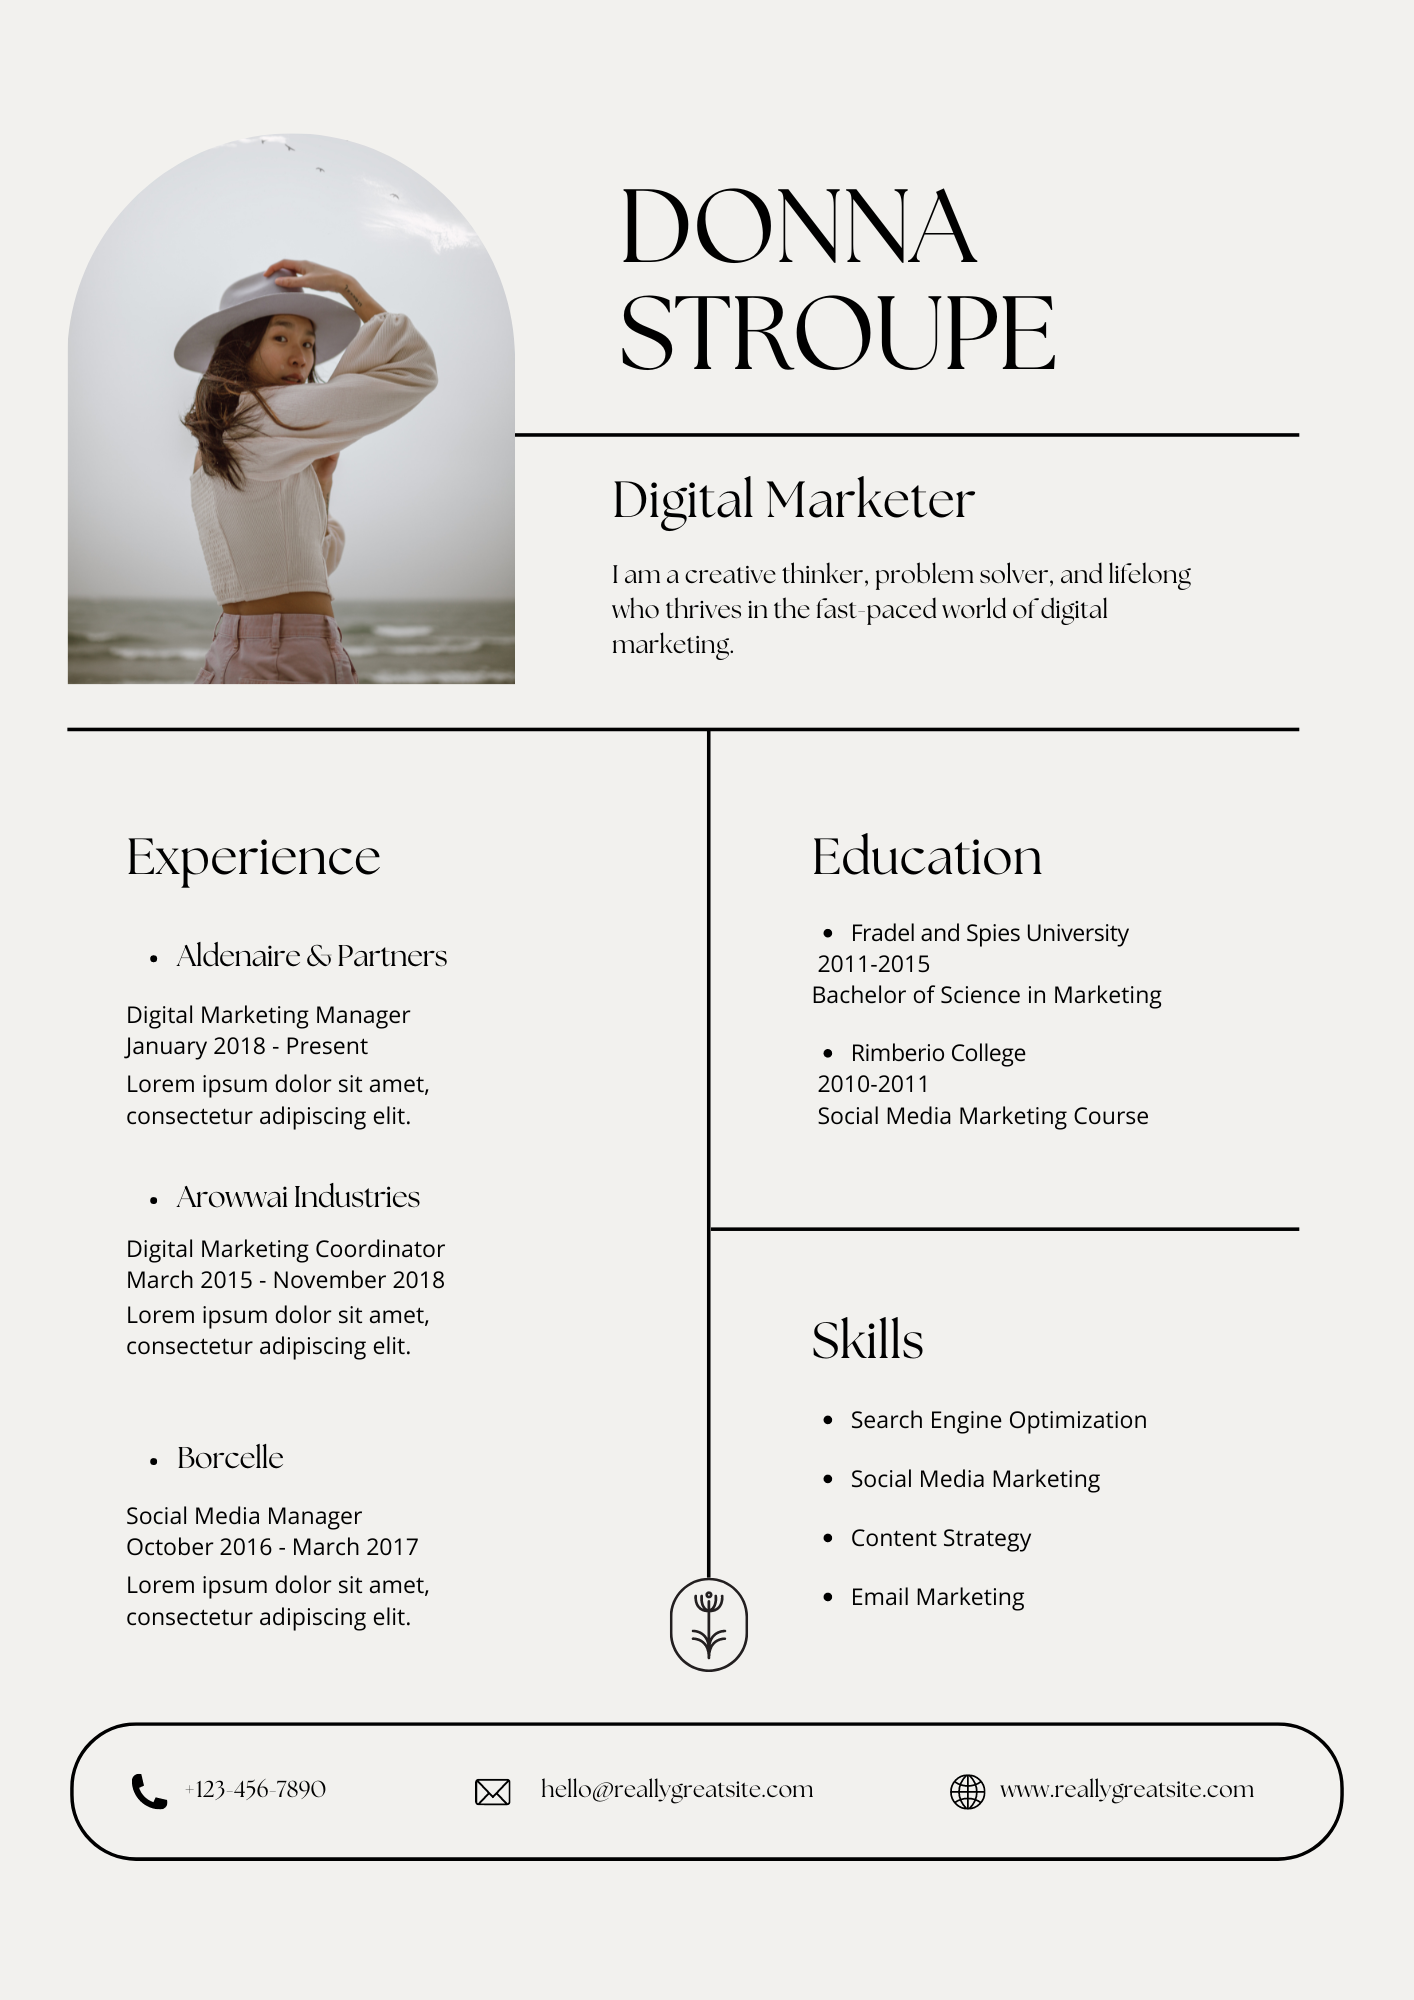 DONNA
STROUPE
Digital Marketer
I am a creative thinker, problem solver, and lifelong
who thrives in the fast-paced world of digital
marketing.
Experience
• Aldenaire & Partners
Digital Marketing Manager
January 2018 - Present
Lorem ipsum dolor sit amet,
consectetur adipiscing elit.
• Arowwai Industries
Digital Marketing Coordinator
March 2015 - November 2018
Lorem ipsum dolor sit amet,
consectetur adipiscing elit.
• Borcelle
Social Media Manager
October 2016 - March 2017
Lorem ipsum dolor sit amet,
consectetur adipiscing elit.
Education
• Fradel and Spies University
2011-2015
Bachelor of Science in Marketing
• Rimberio College
2010-2011
Social Media Marketing Course
Skills
• Search Engine Optimization
• Social Media Marketing
• Content Strategy
• Email Marketing
+123-456-7890
hello@reallygreatsite.com
www.reallygreatsite.com